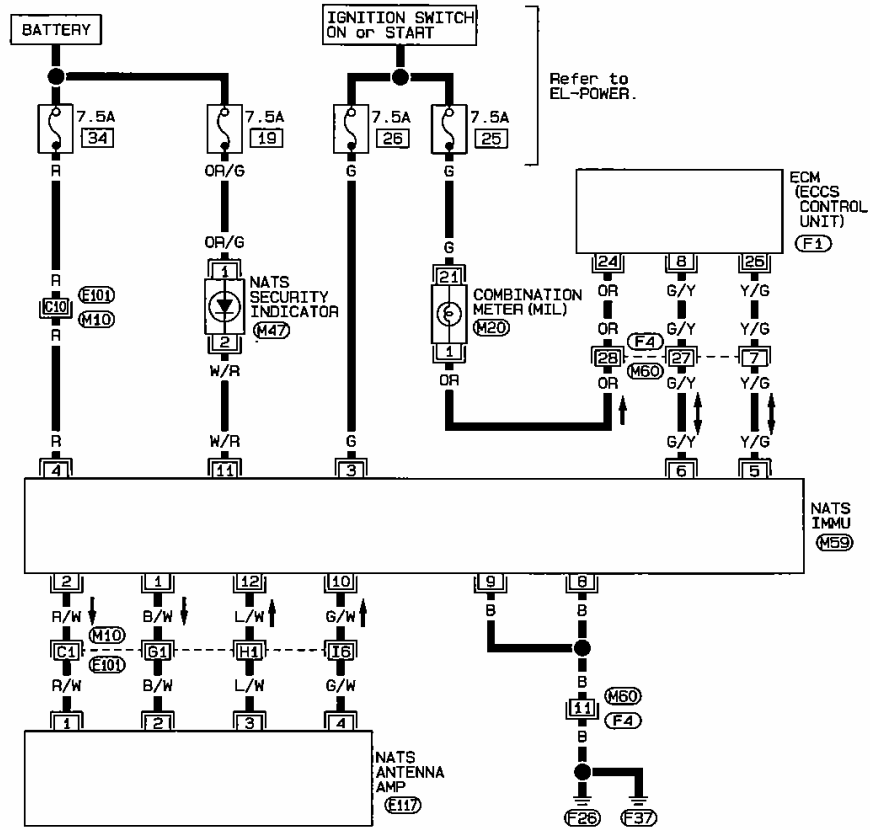 BATTERY
IGNITION SWITCH
ON or START
Refer to
EL-POWER.
7.5A 7.5A 7.5A 7.5A
34 19 26 25
R OR/G G G
ECM
(ECCS
CONTROL
UNIT)
F1
OR/G G
24 8 26
R 1 21 OR G/Y Y/G
C10 E101
M10
NATS
SECURITY
INDICATOR
M47
COMBINATION
METER (MIL)
M20
OR G/Y Y/G
F4
R 2 1 28 27 7
M60
W/R OR OR G/Y Y/G
R W/R G G/Y Y/G
4 11 3 6 5
NATS
IMMU
M59
2 1 12 10 9 8
R/W B/W L/W G/W B B
M10
C1 G1 H1 I6
E101
R/W B/W L/W G/W B
M60
11
F4
1 2 3 4 B
NATS
ANTENNA
AMP
E117
F26 F37